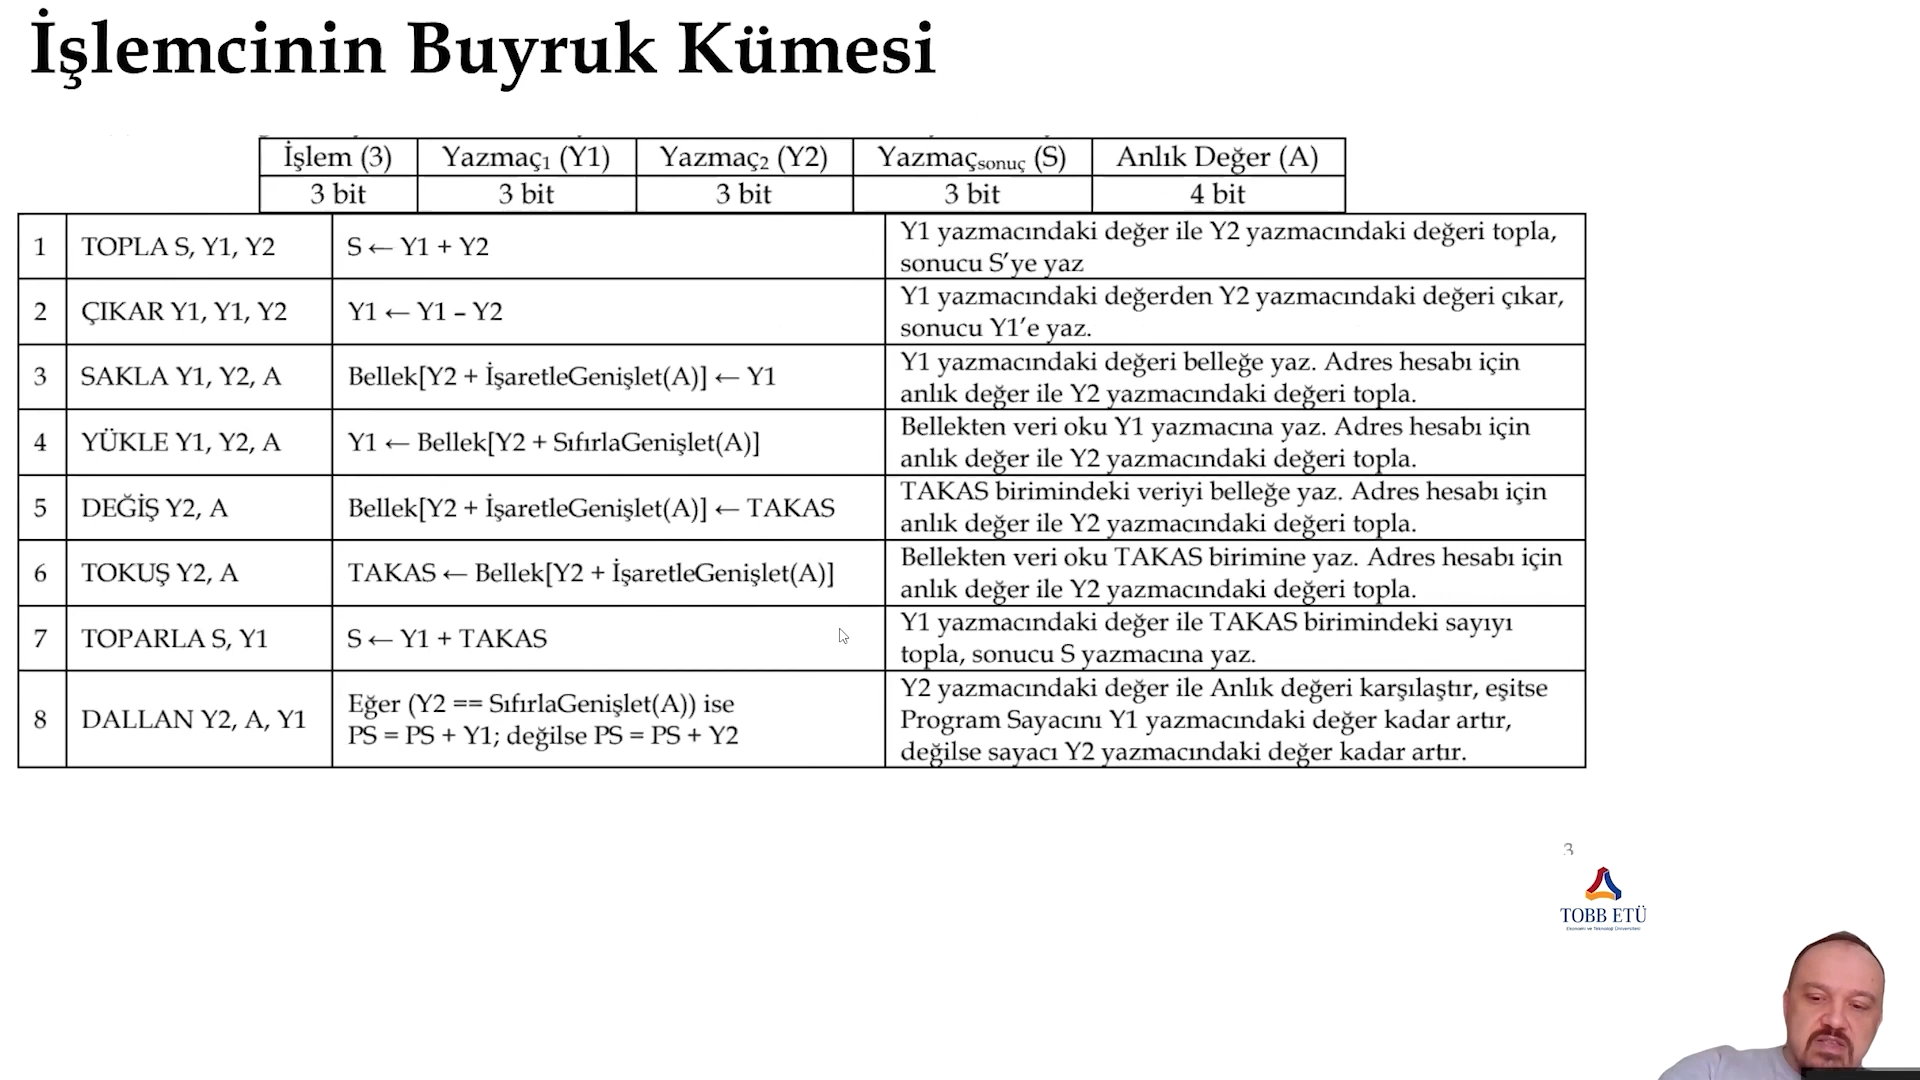 İşlemcinin Buyruk Kümesi
İşlem (3) Yazmaç1 (Y1) Yazmaç2 (Y2) Yazmaçsonuç (S) Anlık Değer (A)
3 bit 3 bit 3 bit 3 bit 4 bit
1 TOPLA S, Y1, Y2 S ← Y1 + Y2 Y1 yazmacındaki değer ile Y2 yazmacındaki değeri topla,
sonucu S’ye yaz
2 ÇIKAR Y1, Y1, Y2 Y1 ← Y1 – Y2 Y1 yazmacındaki değerden Y2 yazmacındaki değeri çıkar,
sonucu Y1’e yaz.
3 SAKLA Y1, Y2, A Bellek[Y2 + İşaretleGenişlet(A)] ← Y1 Y1 yazmacındaki değeri belleğe yaz. Adres hesabı için
anlık değer ile Y2 yazmacındaki değeri topla.
4 YÜKLE Y1, Y2, A Y1 ← Bellek[Y2 + SıfırlaGenişlet(A)] Bellekten veri oku Y1 yazmacına yaz. Adres hesabı için
anlık değer ile Y2 yazmacındaki değeri topla.
5 DEĞİŞ Y2, A Bellek[Y2 + İşaretleGenişlet(A)] ← TAKAS TAKAS birimindeki veriyi belleğe yaz. Adres hesabı için
anlık değer ile Y2 yazmacındaki değeri topla.
6 TOKUŞ Y2, A TAKAS ← Bellek[Y2 + İşaretleGenişlet(A)] Bellekten veri oku TAKAS birimine yaz. Adres hesabı için
anlık değer ile Y2 yazmacındaki değeri topla.
7 TOPARLA S, Y1 S ← Y1 + TAKAS Y1 yazmacındaki değer ile TAKAS birimindeki sayıyı
topla, sonucu S yazmacına yaz.
8 DALLAN Y2, A, Y1 Eğer (Y2 == SıfırlaGenişlet(A)) ise
PS = PS + Y1; değilse PS = PS + Y2
Y2 yazmacındaki değer ile Anlık değeri karşılaştır, eşitse
Program Sayacını Y1 yazmacındaki değer kadar artır,
değilse sayacı Y2 yazmacındaki değer kadar artır.
3
TOBB ETÜ
Ekonomi ve Teknoloji Üniversitesi